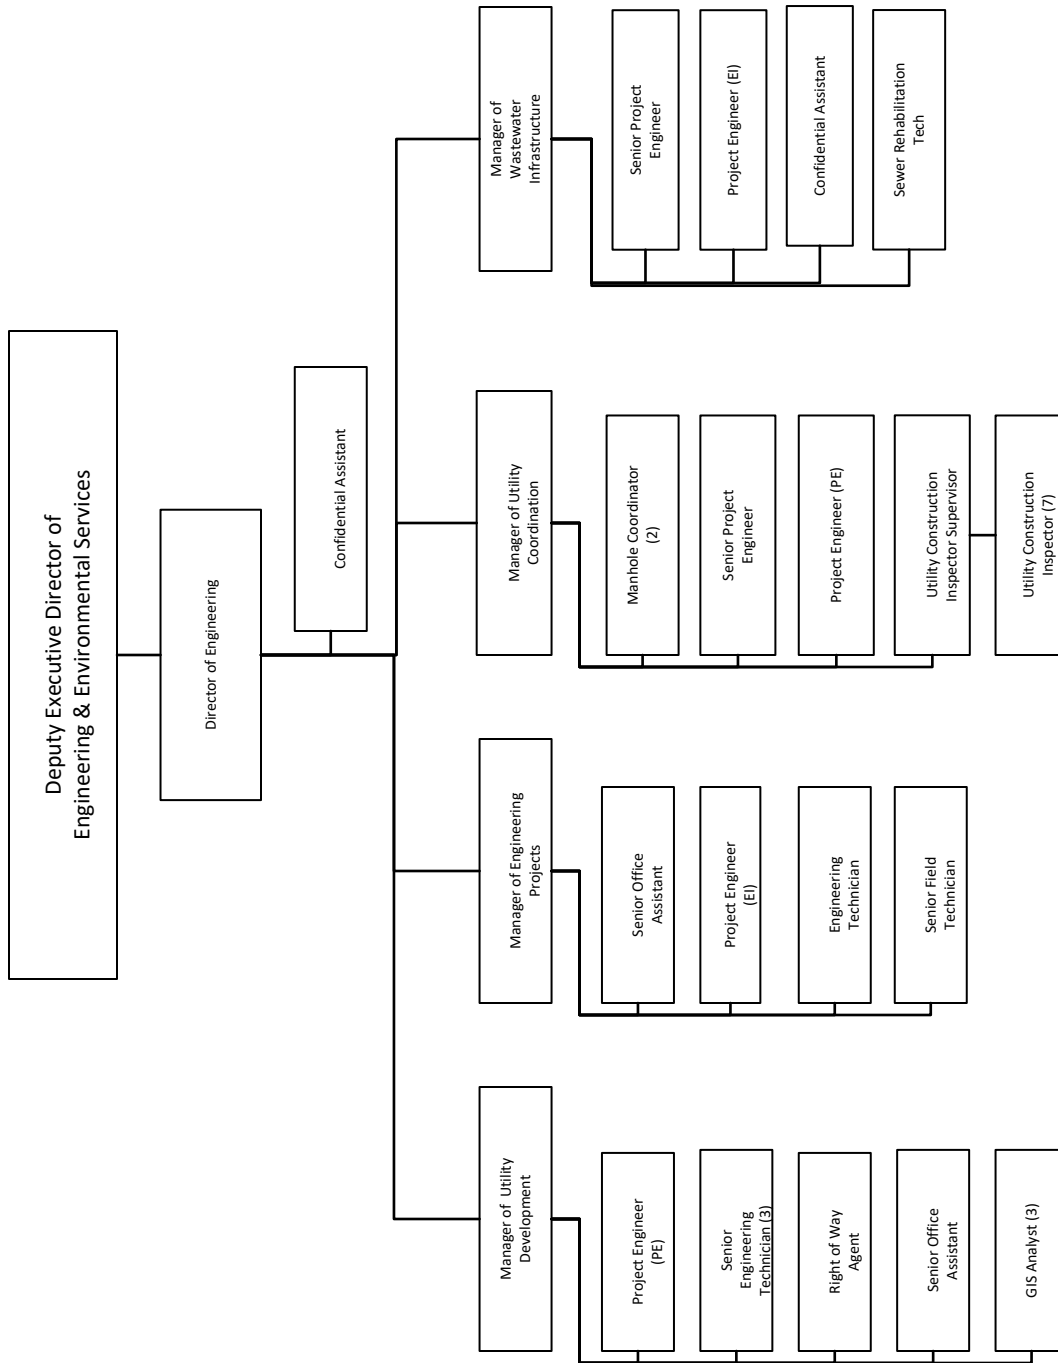 Deputy Executive Director of
Engineering & Environmental Services
Director of Engineering
Confidential Assistant
Manager of Utility
Development
Project Engineer
(PE)
Senior
Engineering
Technician (3)
Right of Way
Agent
Senior Office
Assistant
GIS Analyst (3)
Manager of Engineering
Projects
Senior Office
Assistant
Project Engineer
(EI)
Engineering
Technician
Senior Field
Technician
Manager of Utility
Coordination
Manhole Coordinator
(2)
Senior Project
Engineer
Project Engineer (PE)
Utility Construction
Inspector Supervisor
Utility Construction
Inspector (7)
Manager of
Wastewater
Infrastructure
Senior Project
Engineer
Project Engineer (EI)
Confidential Assistant
Sewer Rehabilitation
Tech